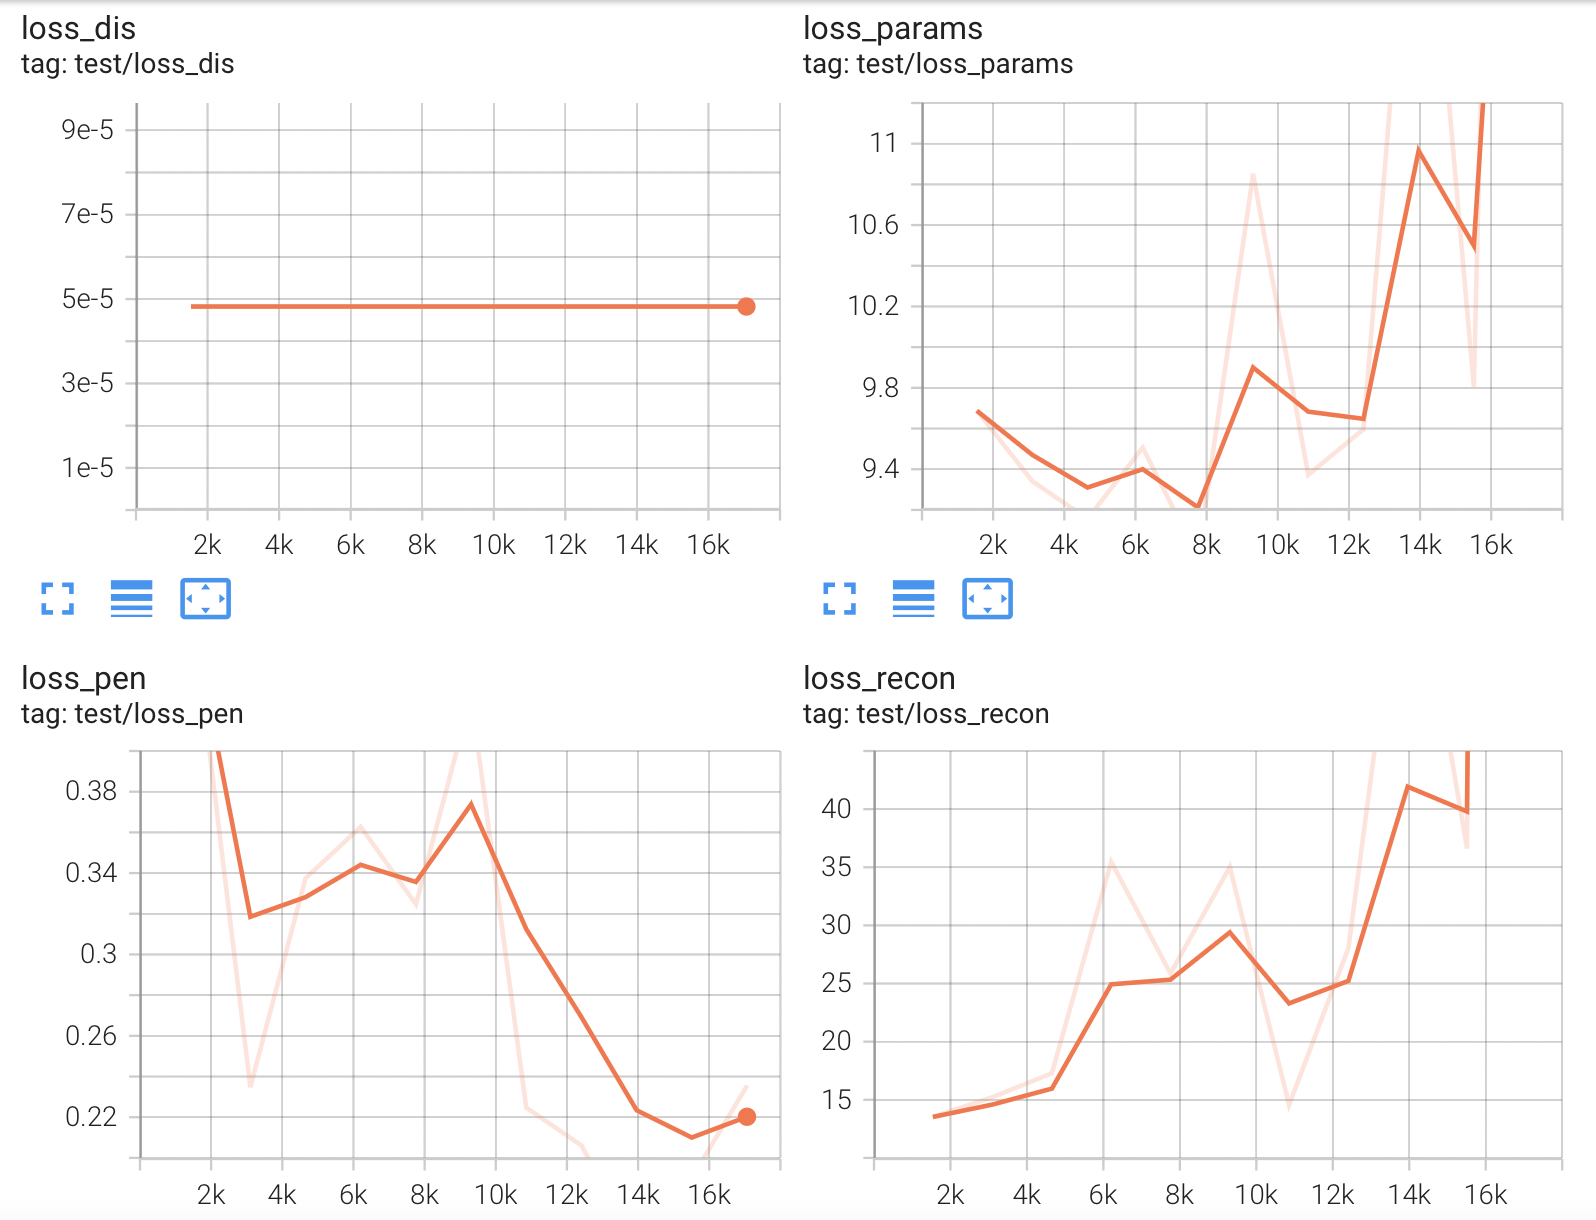 loss_dis
tag: test/loss_dis
9e-5
7e-5
5e-5
3e-5
1e-5
2k 4k 6k 8k 10k 12k 14k 16k
loss_params
tag: test/loss_params
11
10.6
10.2
9.8
9.4
2k 4k 6k 8k 10k 12k 14k 16k
loss_pen
tag: test/loss_pen
0.38
0.34
0.3
0.26
0.22
2k 4k 6k 8k 10k 12k 14k 16k
loss_recon
tag: test/loss_recon
40
35
30
25
20
15
2k 4k 6k 8k 10k 12k 14k 16k